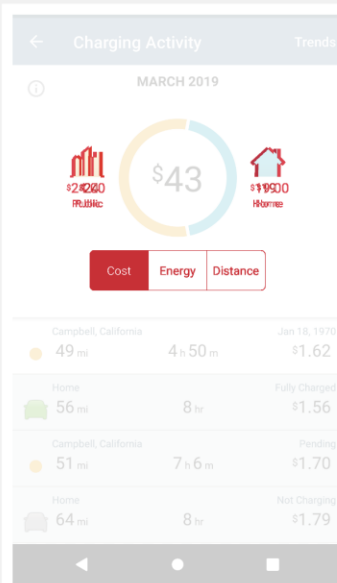 Charging Activity Trends
MARCH 2019
$43
Public Home
Cost Energy Distance
Campbell, California Jan 18, 1970
49 mi 4 h 50 m $1.62
Home Fully Charged
56 mi 8 hr $1.56
Campbell, California Pending
51 mi 7 h 6 m $1.70
Home Not Charging
64 mi 8 hr $1.79